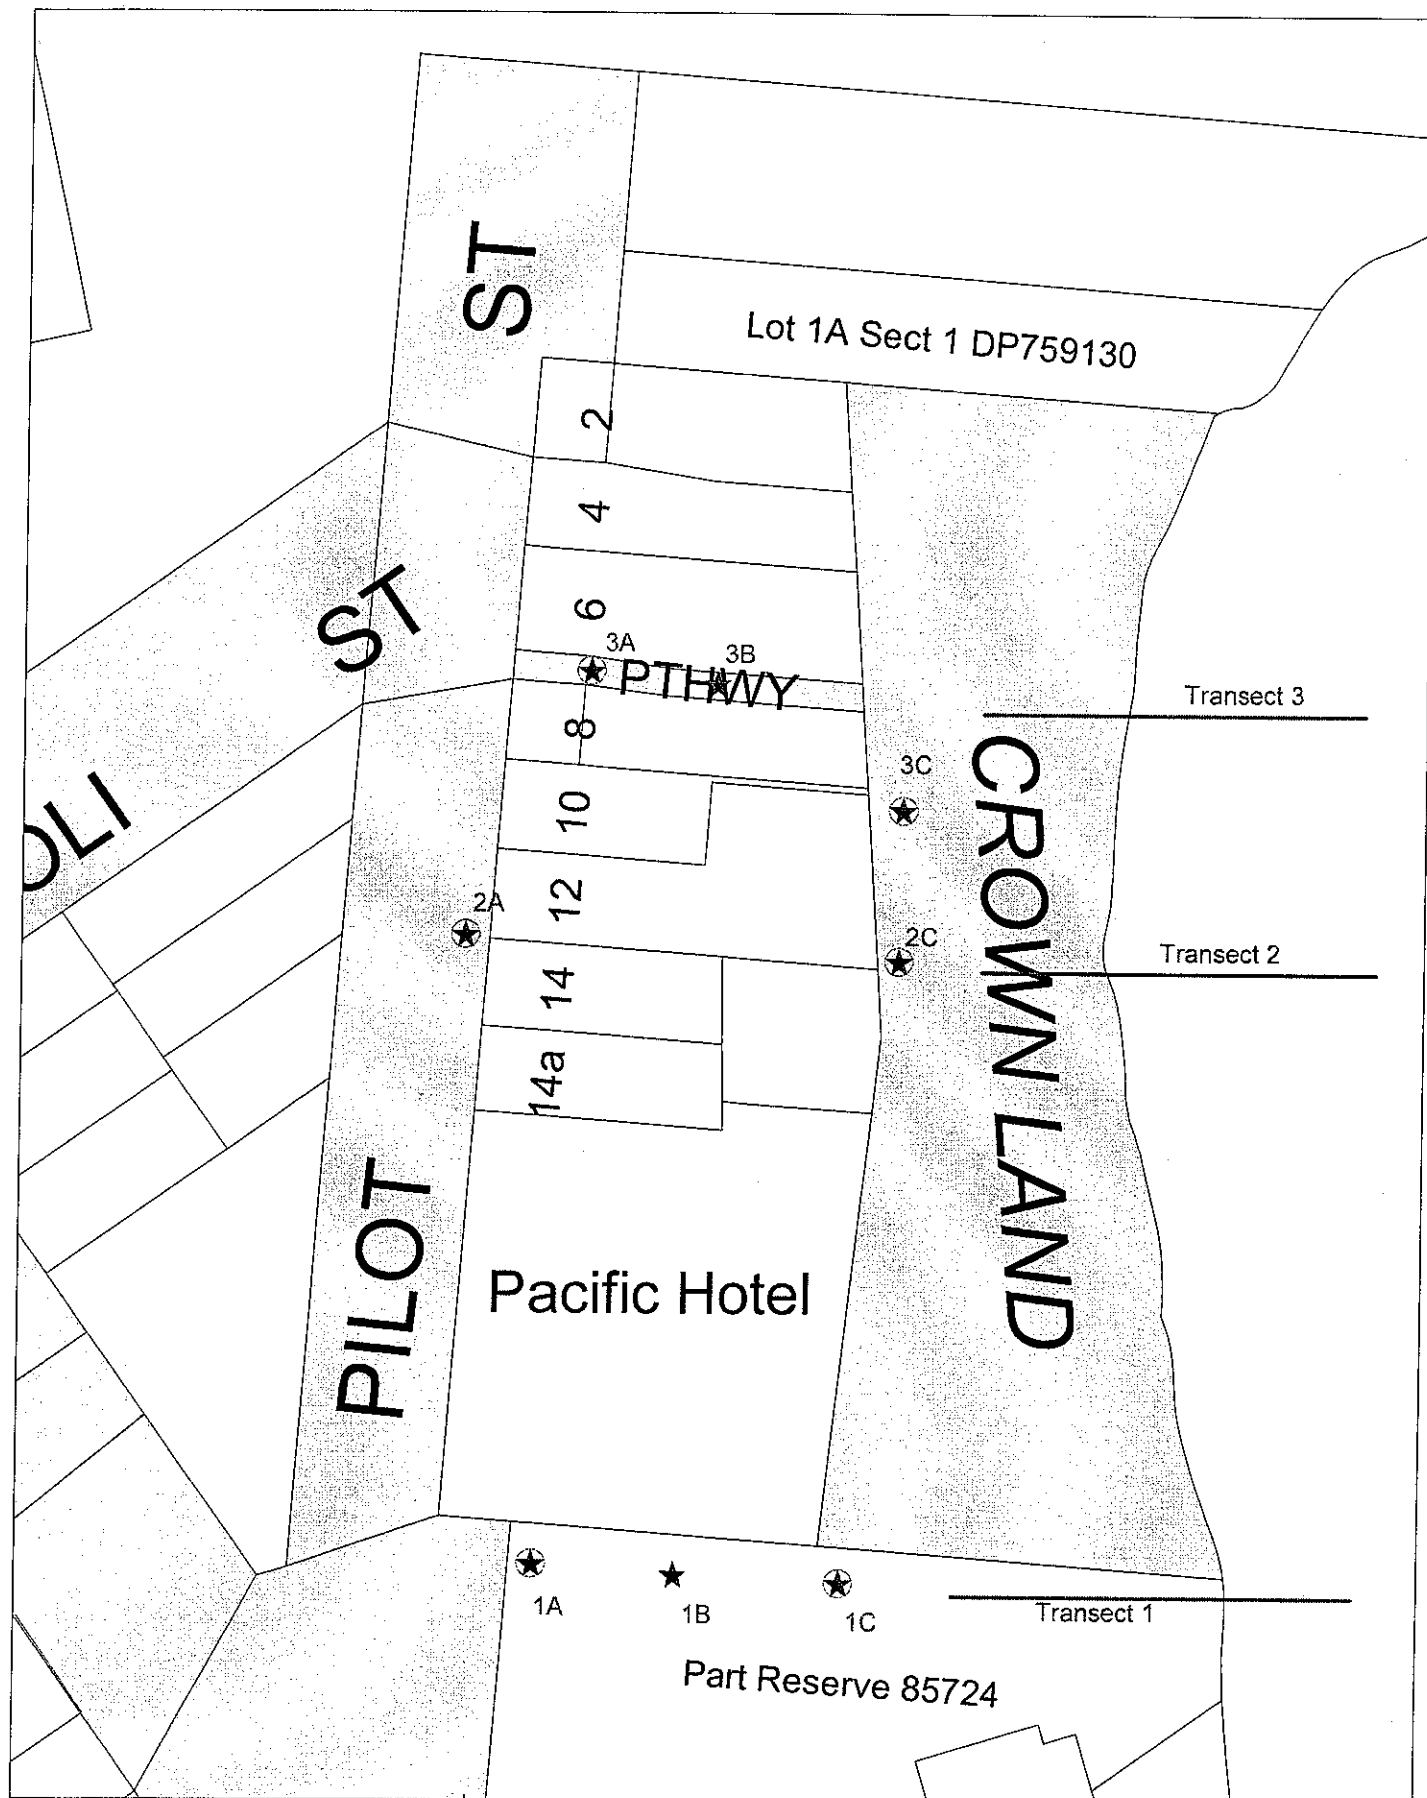 ST
Lot 1A Sect 1 DP759130
2
4
ST
6
3A
3B
PTHWY
Transect 3
8
3C
CROWN LAND
OLI
10
12
2A
2C
Transect 2
14
14a
PILOT
Pacific Hotel
1A
1B
1C
Transect 1
Part Reserve 85724